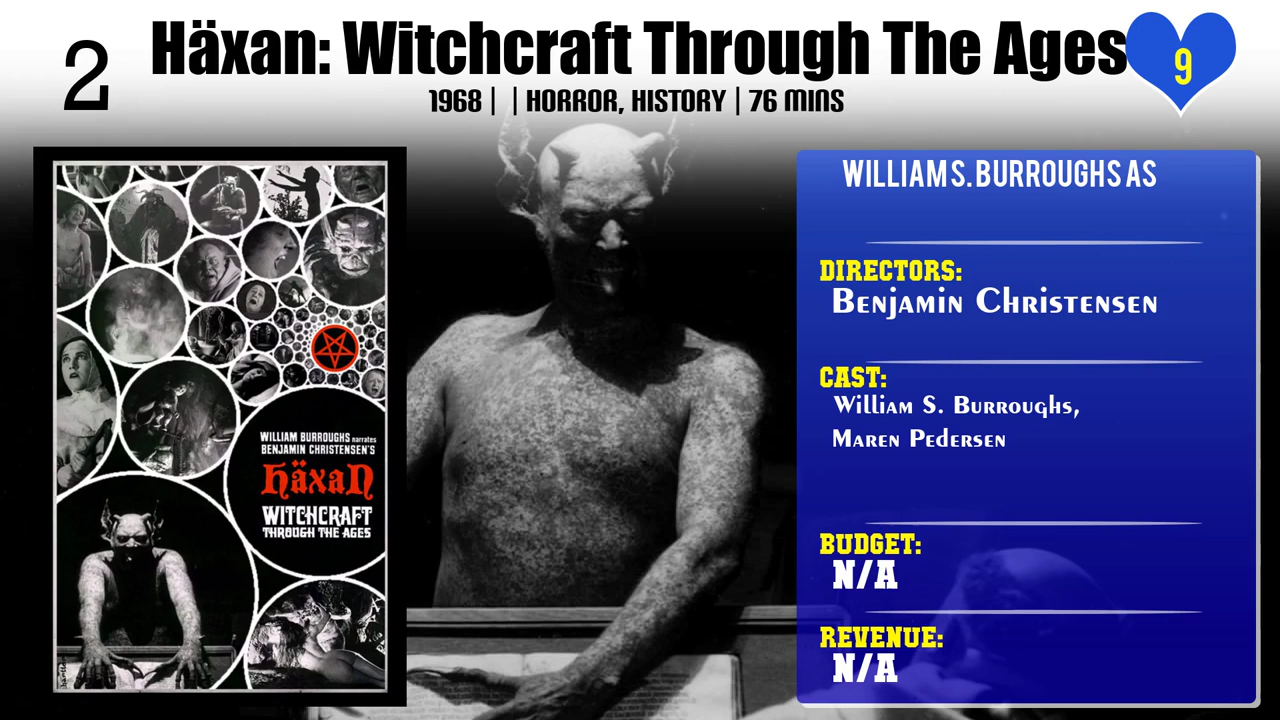 2
Häxan: Witchcraft Through The Ages
9
1968 | | HORROR, HISTORY | 76 MINS
WILLIAM BURROUGHS narrates
BENJAMIN CHRISTENSEN'S
häxan
WITCHCRAFT
THROUGH THE AGES
WILLIAM S. BURROUGHS AS
DIRECTORS:
Benjamin Christensen
CAST:
William S. Burroughs,
Maren Pedersen
BUDGET:
N/A
REVENUE:
N/A